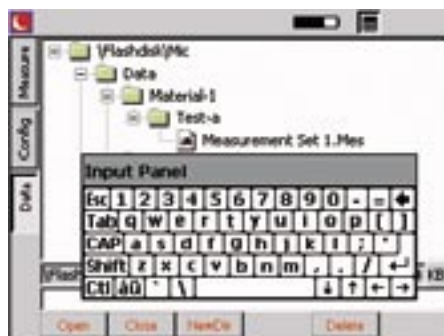 \Flashdisk\Mic
Data
Material-1
Test-a
Measurement Set 1.Mes
Measure
Config
Data
Input Panel
Esc 1 2 3 4 5 6 7 8 9 0 - = 
Tab q w e r t y u i o p [ ]
CAP a s d f g h j k l ; '
Shift z x c v b n m , . /
Ctl áü ` \
\Flash
KB
Open Close NewDir Delete